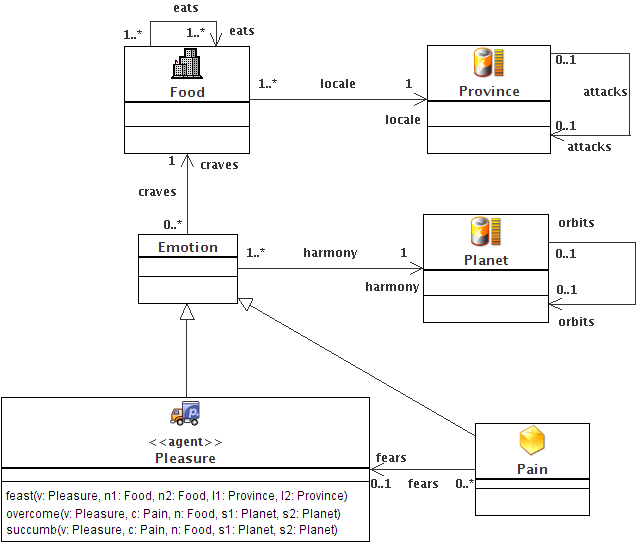 eats
1..* 1..* eats
Food
1..* locale 1
locale
Province
0..1
attacks
0..1
attacks
1 craves
craves
0..*
Emotion
1..* harmony 1
harmony
Planet
orbits
0..1
0..1
orbits
P
<<agent>>
Pleasure
feast(v: Pleasure, n1: Food, n2: Food, l1: Province, l2: Province)
overcome(v: Pleasure, c: Pain, n: Food, s1: Planet, s2: Planet)
succumb(v: Pleasure, c: Pain, n: Food, s1: Planet, s2: Planet)
fears
0..1 fears 0..*
Pain